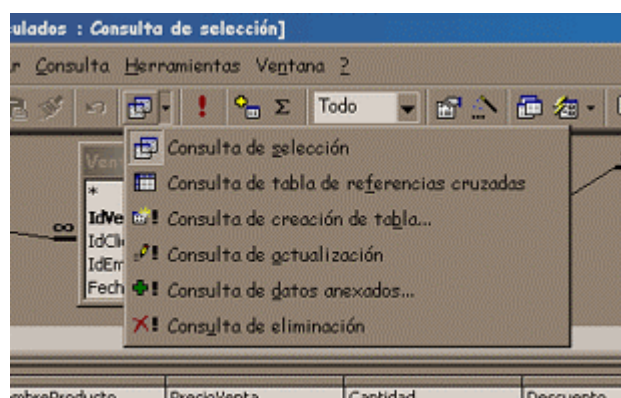 ulados : Consulta de selección]
r Consulta Herramientas Ventana ?
Σ Todo
Ven
*
IdVe
IdCli
IdEm
Fech
Consulta de selección
Consulta de tabla de referencias cruzadas
Consulta de creación de tabla...
Consulta de actualización
Consulta de datos anexados...
Consulta de eliminación
mbreProducto PrecioVenta Cantidad Descuento